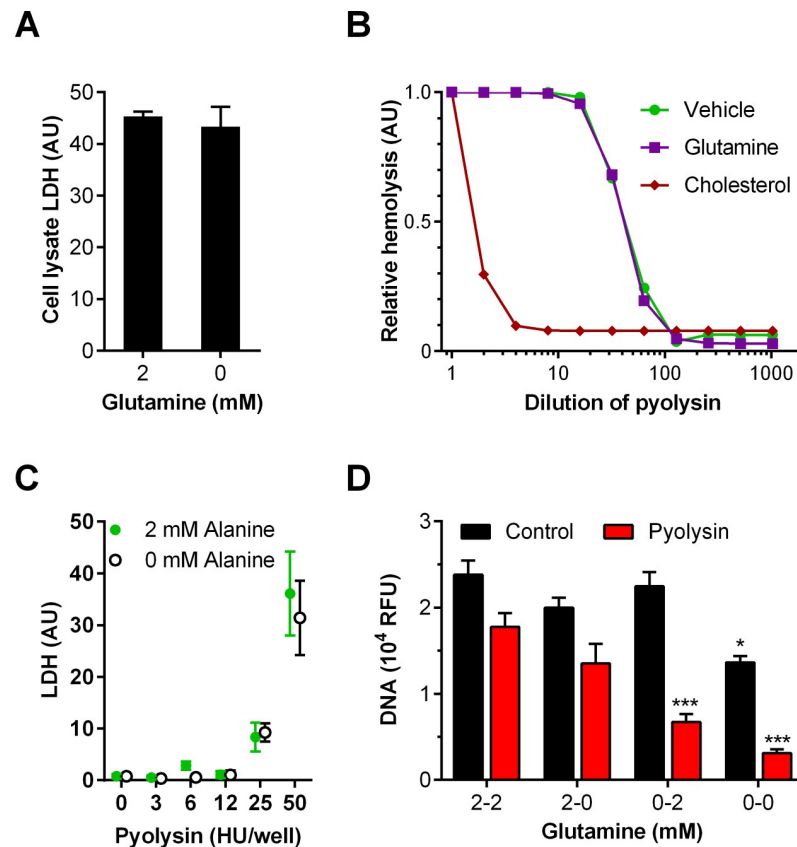 A
Cell lysate LDH (AU)
50
40
30
20
10
0
2
0
Glutamine (mM)
B
Relative hemolysis (AU)
1.0
0.5
0
Vehicle
Glutamine
Cholesterol
1
10
100
1000
Dilution of pyolysin
C
LDH (AU)
50
40
30
20
10
0
2 mM Alanine
0 mM Alanine
0
3
6
12
25
50
Pyolysin (HU/well)
D
DNA (10⁴ RFU)
3
2
1
0
Control
Pyolysin
***
*
***
2-2
2-0
0-2
0-0
Glutamine (mM)